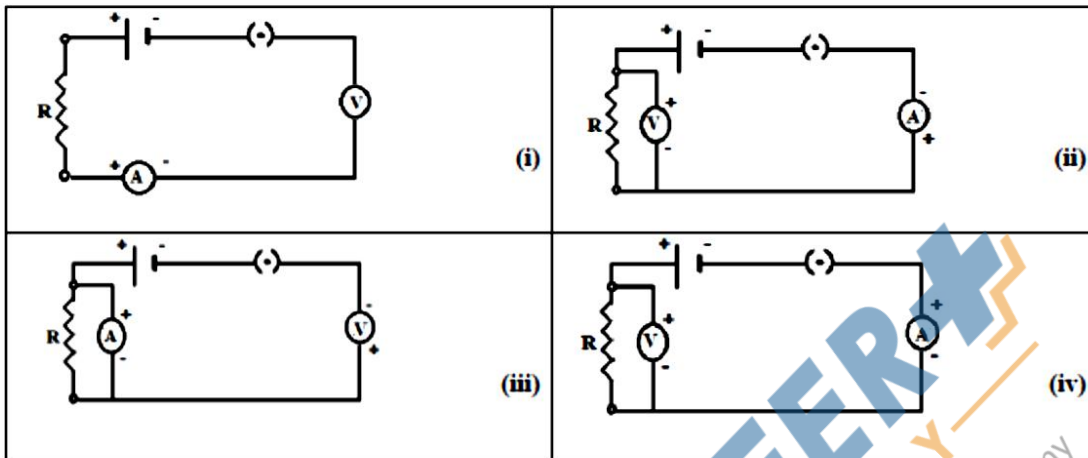 + -
(•)
R
V
+ A -
(i)
+ -
(•)
R
V
+
-
-
A
+
(ii)
+ -
(•)
R
A
+
-
-
V
+
(iii)
+ -
(•)
R
V
+
-
+
A
-
(iv)